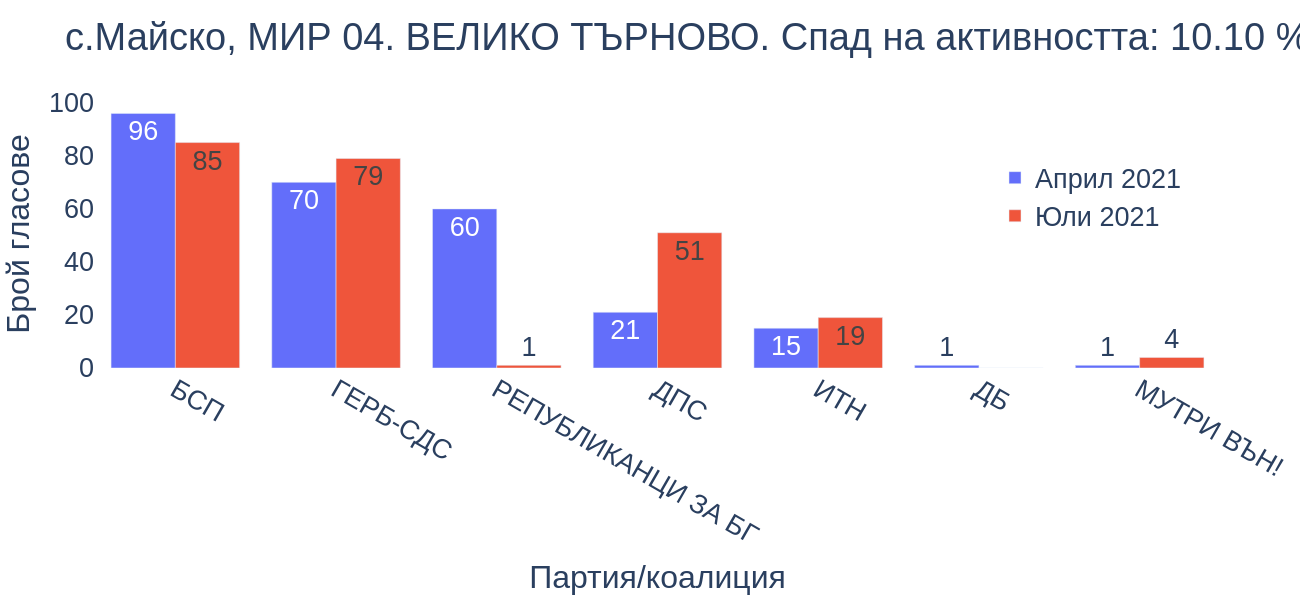 с.Майско, МИР 04. ВЕЛИКО ТЪРНОВО. Спад на активността: 10.10 %
Брой гласове
100
80
60
40
20
0
96
85
70
79
60
1
21
51
15
19
1
1
4
Април 2021
Юли 2021
БСП
ГЕРБ-СДС
РЕПУБЛИКАНЦИ ЗА БГ
ДПС
ИТН
ДБ
МУТРИ ВЪН!
Партия/коалиция